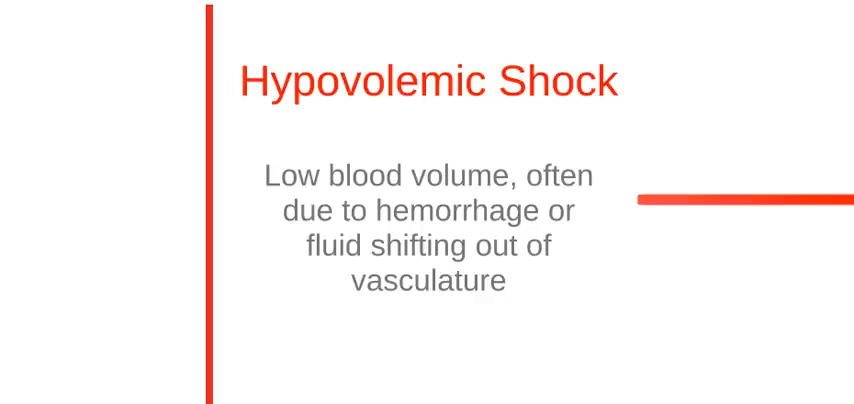 Hypovolemic Shock
Low blood volume, often
due to hemorrhage or
fluid shifting out of
vasculature